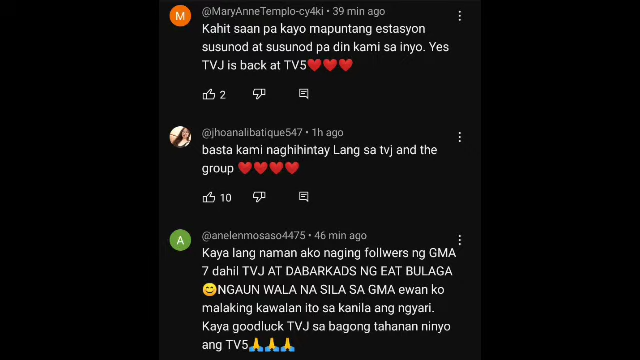 M
@MaryAnneTemplo-cy4ki • 39 min ago
Kahit saan pa kayo mapuntang estasyon
susunod at susunod pa din kami sa inyo. Yes
TVJ is back at TV5❤️❤️❤️
2
@jhoanalibatique547 • 1h ago
basta kami naghihintay Lang sa tvj and the
group ❤️❤️❤️❤️
10
A
@anelenmosaso4475 • 46 min ago
Kaya lang naman ako naging follwers ng GMA
7 dahil TVJ AT DABARKADS NG EAT BULAGA
😊NGAUN WALA NA SILA SA GMA ewan ko
malaking kawalan ito sa kanila ang ngyari.
Kaya goodluck TVJ sa bagong tahanan ninyo
ang TV5🙏🙏🙏